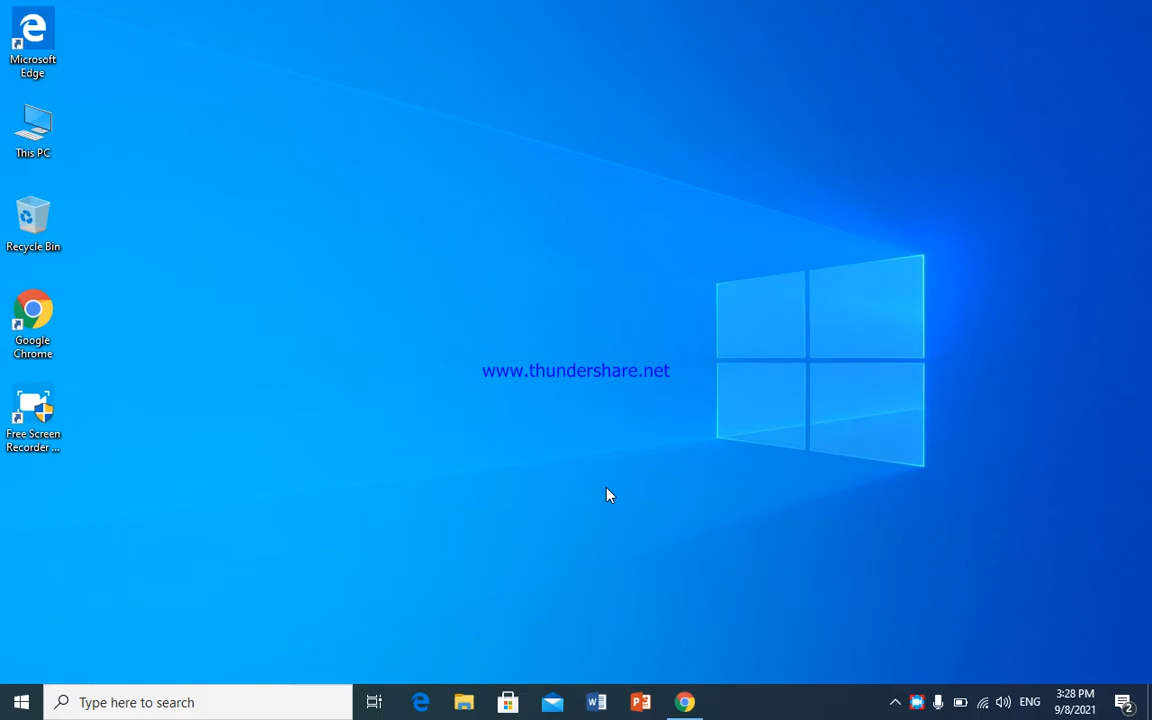 Microsoft
Edge
This PC
Recycle Bin
Google
Chrome
Free Screen
Recorder ...
www.thundershare.net
Type here to search
ENG
3:28 PM
9/8/2021
2